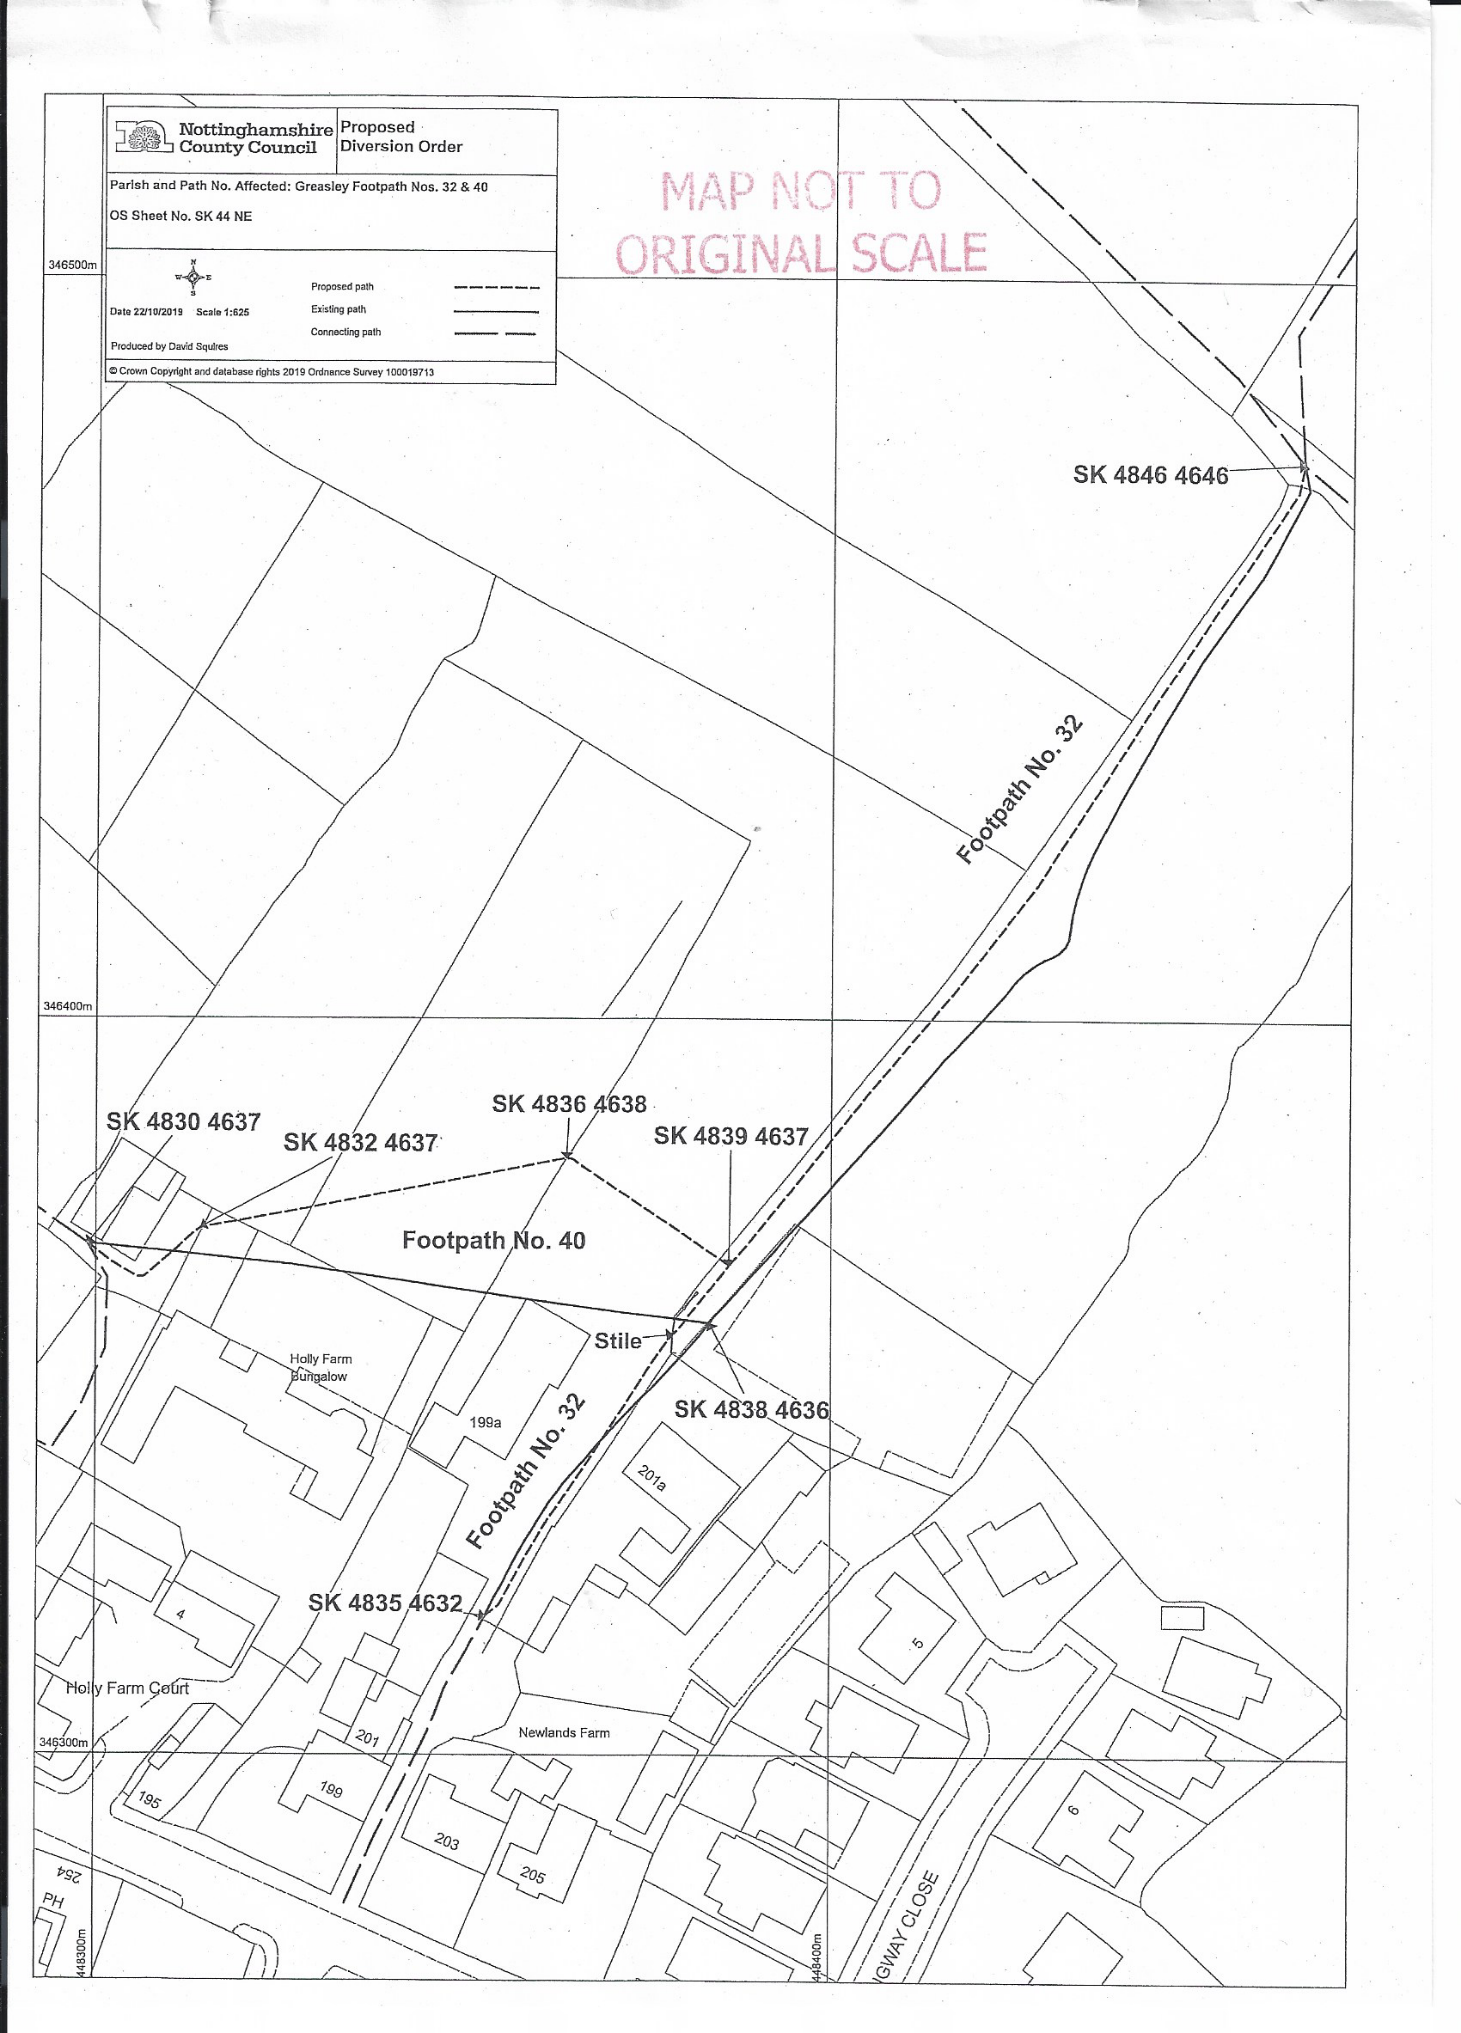 Nottinghamshire
County Council
Proposed
Diversion Order
Parish and Path No. Affected: Greasley Footpath Nos. 32 & 40
OS Sheet No. SK 44 NE
N
W E
S
Proposed path
Date 22/10/2019 Scale 1:625
Existing path
Connecting path
Produced by David Squires
© Crown Copyright and database rights 2019 Ordnance Survey 100019713
MAP NOT TO
ORIGINAL SCALE
346500m
SK 4846 4646
Footpath No. 32
346400m
SK 4830 4637
SK 4832 4637
SK 4836 4638
SK 4839 4637
Footpath No. 40
Stile
Holly Farm
Bungalow
199a
SK 4838 4636
Footpath No. 32
201a
SK 4835 4632
4
5
Holly Farm Court
Newlands Farm
346300m
201
199
195
203
205
6
254
PH
448300m
448400m
NGWAY CLOSE